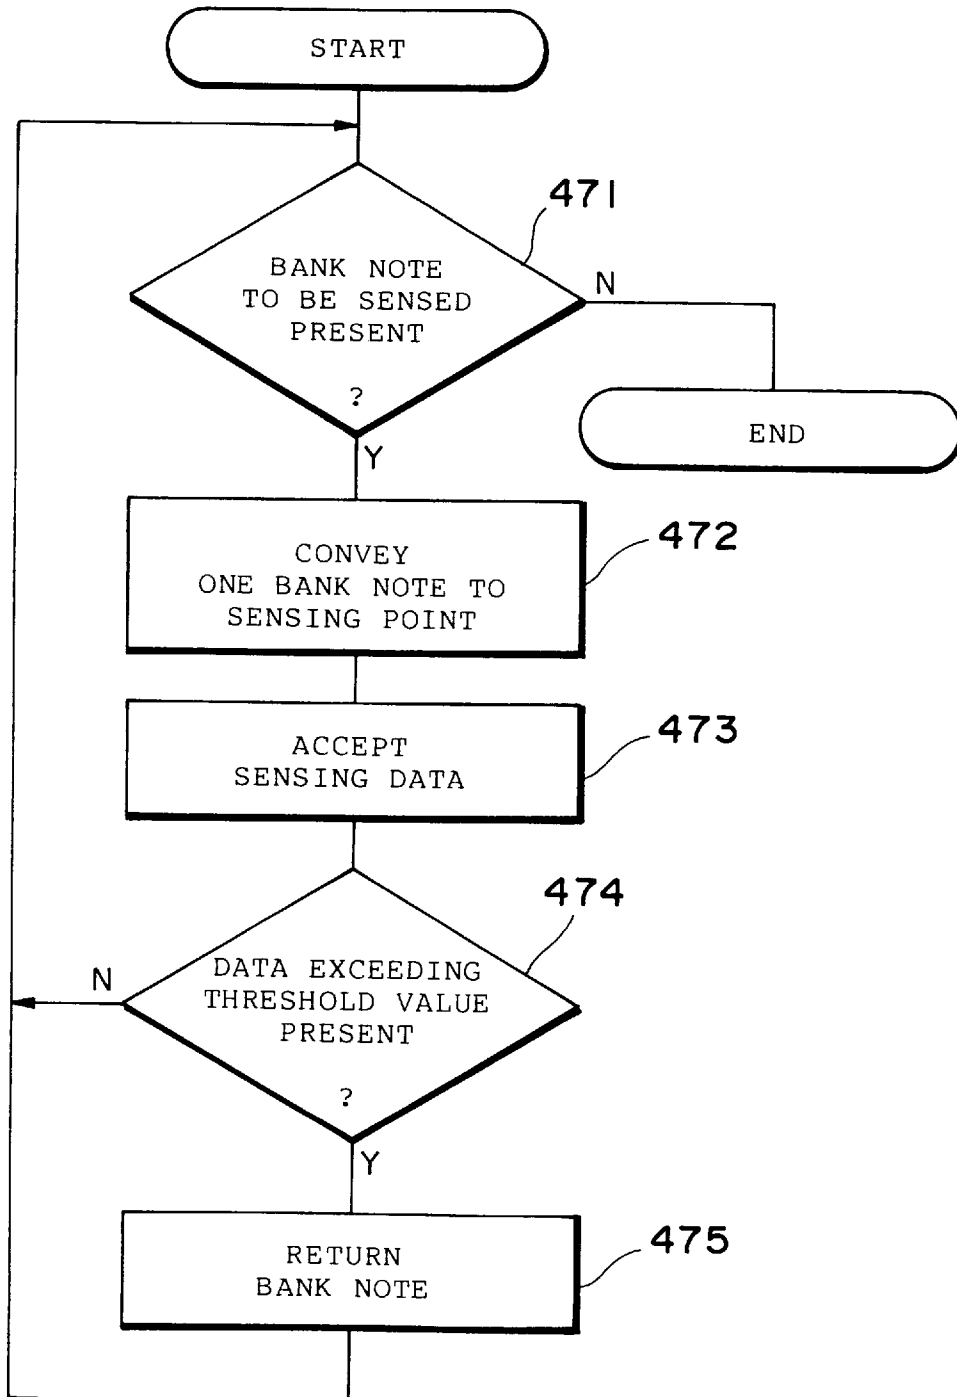 START
471
BANK NOTE
TO BE SENSED
PRESENT
?
N
END
Y
472
CONVEY
ONE BANK NOTE TO
SENSING POINT
473
ACCEPT
SENSING DATA
474
N
DATA EXCEEDING
THRESHOLD VALUE
PRESENT
?
Y
475
RETURN
BANK NOTE